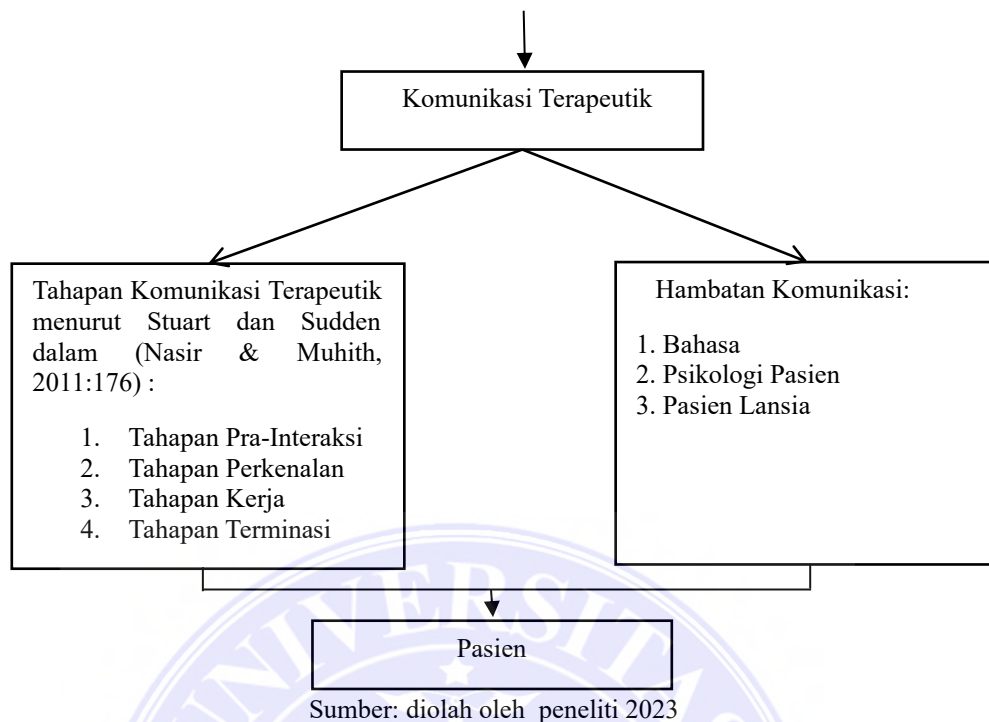 Komunikasi Terapeutik
Tahapan Komunikasi Terapeutik
menurut Stuart dan Sudden
dalam (Nasir & Muhith,
2011:176) :
1. Tahapan Pra-Interaksi
2. Tahapan Perkenalan
3. Tahapan Kerja
4. Tahapan Terminasi
Hambatan Komunikasi:
1. Bahasa
2. Psikologi Pasien
3. Pasien Lansia
Pasien
Sumber: diolah oleh peneliti 2023
UNIVERSITAS